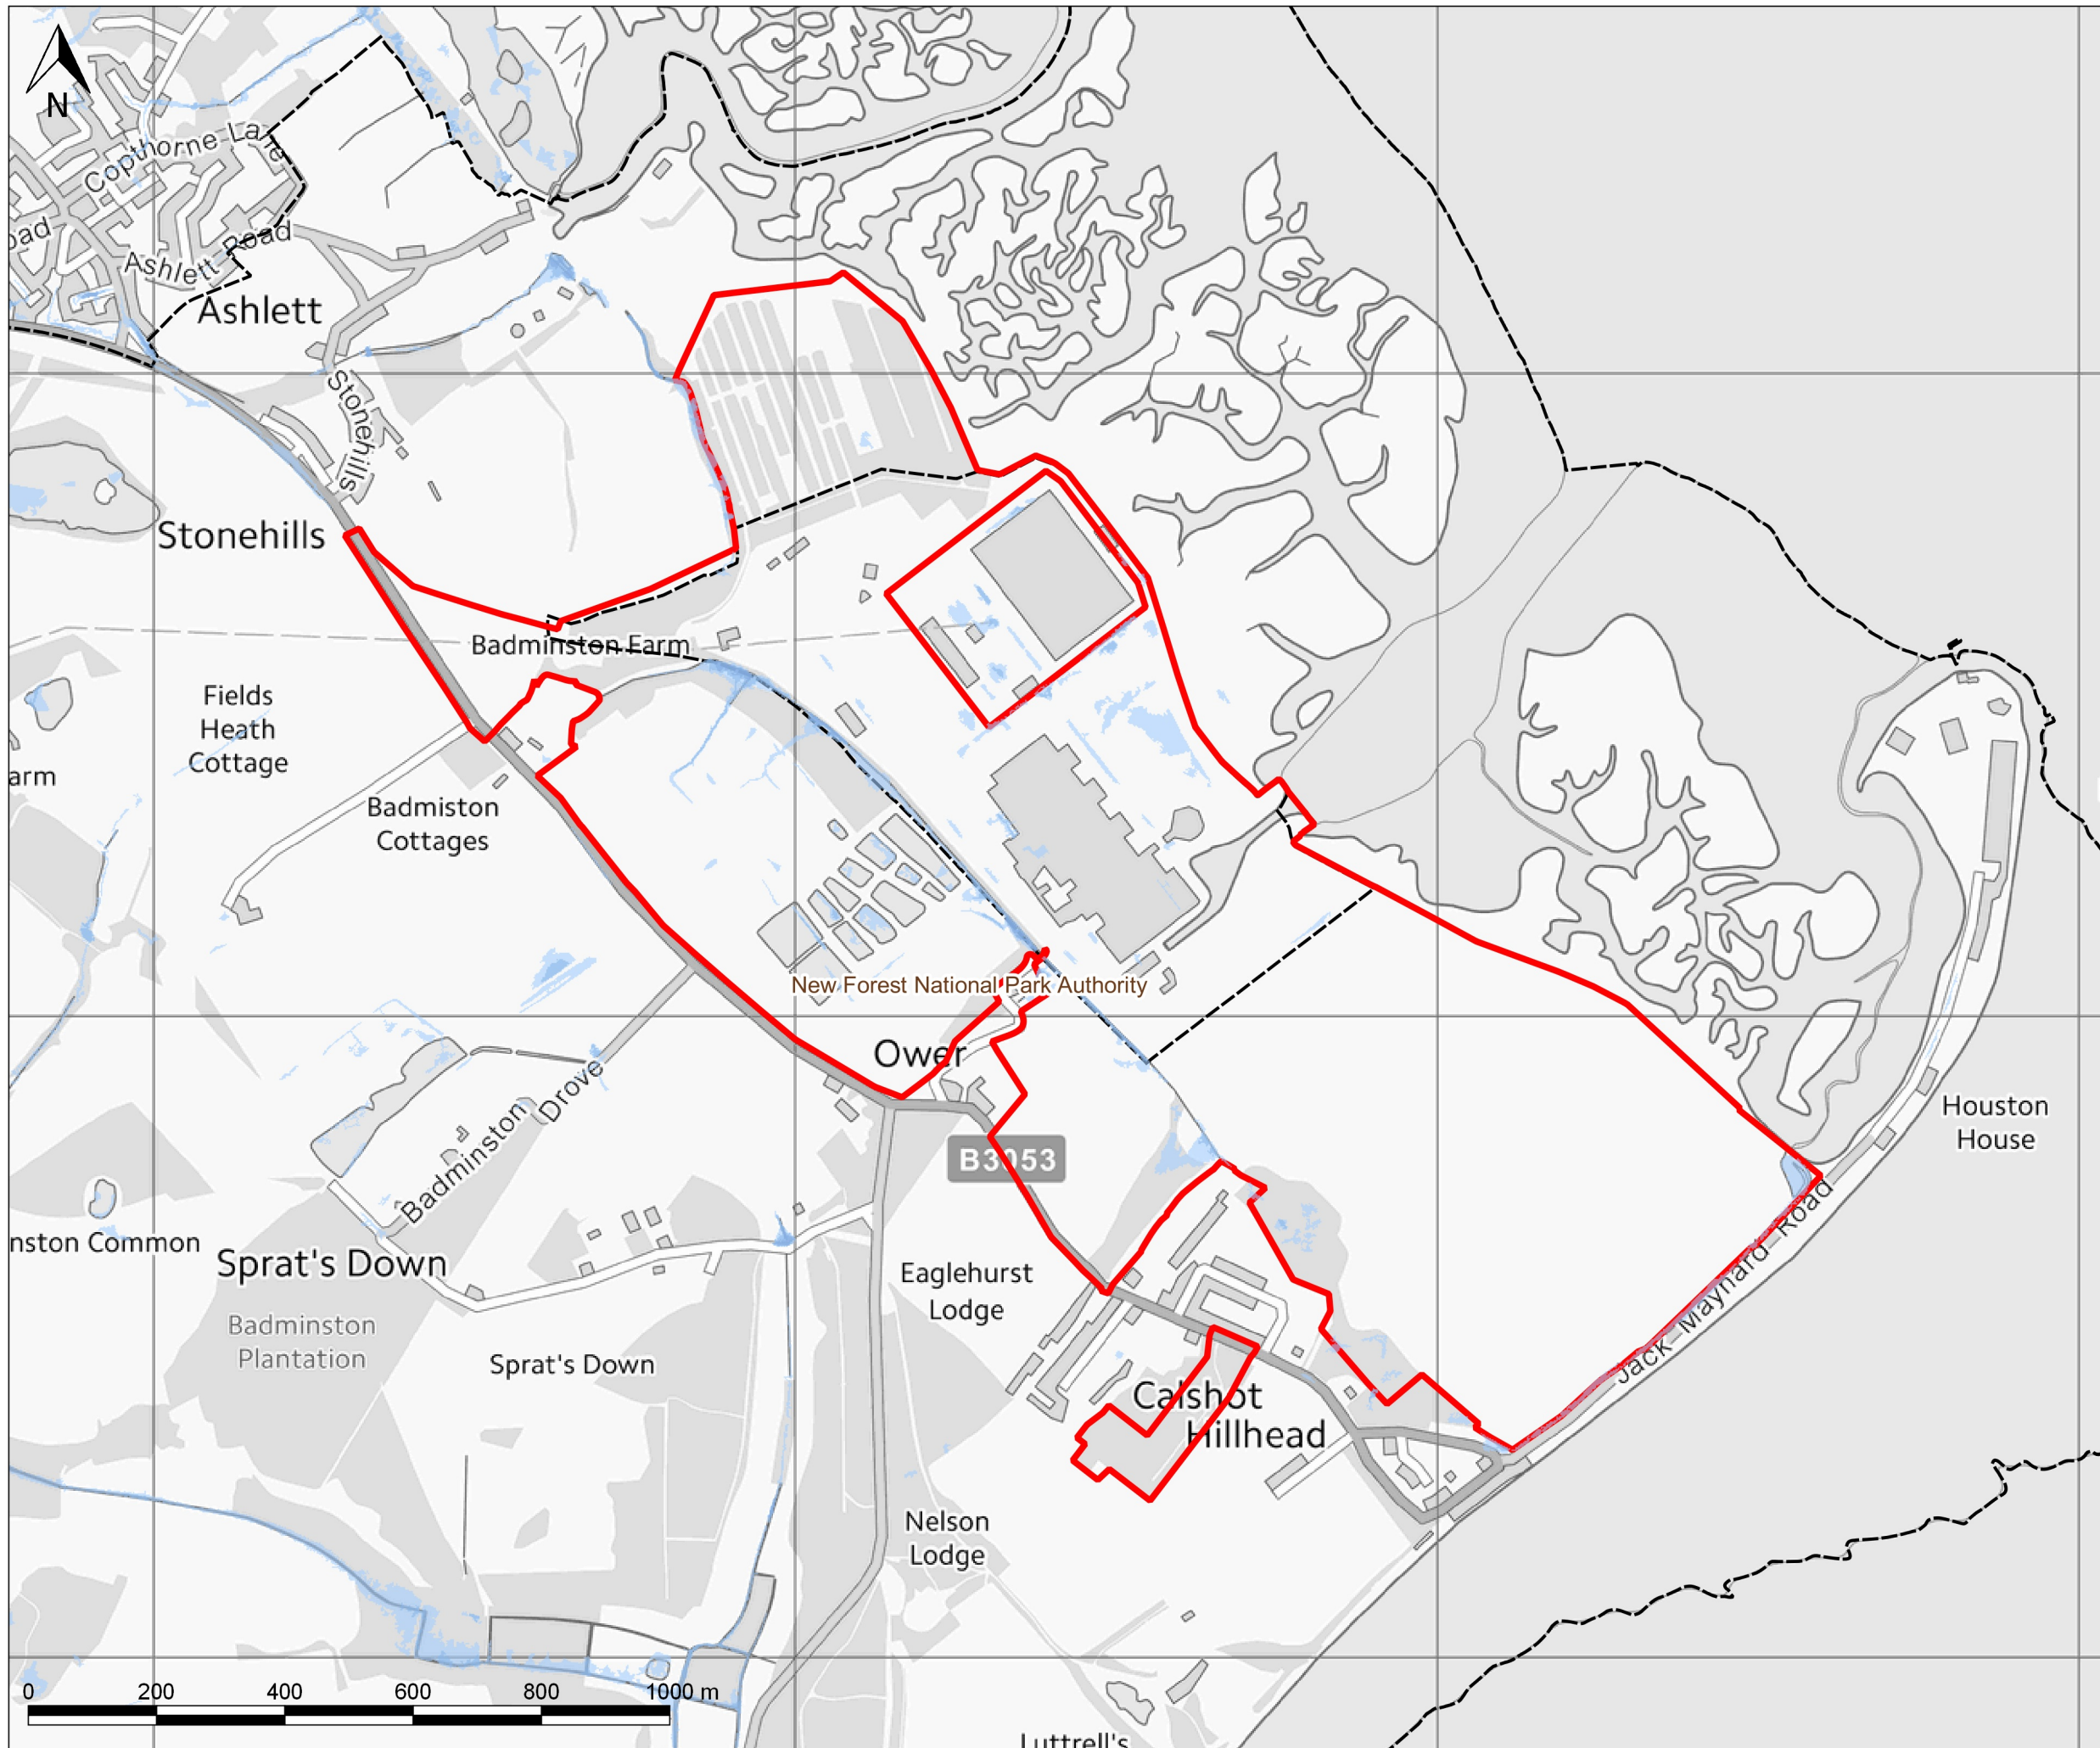 N
Copthorne Lane
oad
Ashlett Road
Ashlett
Stonehills
Stonehills
Badminston Farm
Fields
Heath
Cottage
arm
Badmiston
Cottages
New Forest National Park Authority
Ower
B3053
Badminston Drove
Houston
House
Jack Maynard Road
nston Common
Sprat's Down
Eaglehurst
Lodge
Badminston
Plantation
Sprat's Down
Calshot
Hillhead
Nelson
Lodge
0 200 400 600 800 1000 m
Luttrell's